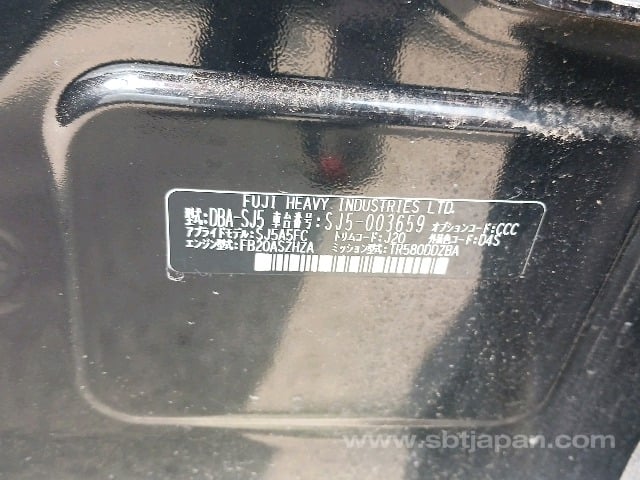 FUJI HEAVY INDUSTRIES LTD.
型式:DBA-SJ5 車台番号:SJ5-003659 オプションコード:CCC
アプライドモデル:SJ5A5FC トリムコード:J20 外装色コード:D4S
エンジン型式:FB20ASZHZA ミッション型式:TR580DDZBA
www.sbtjapan.com